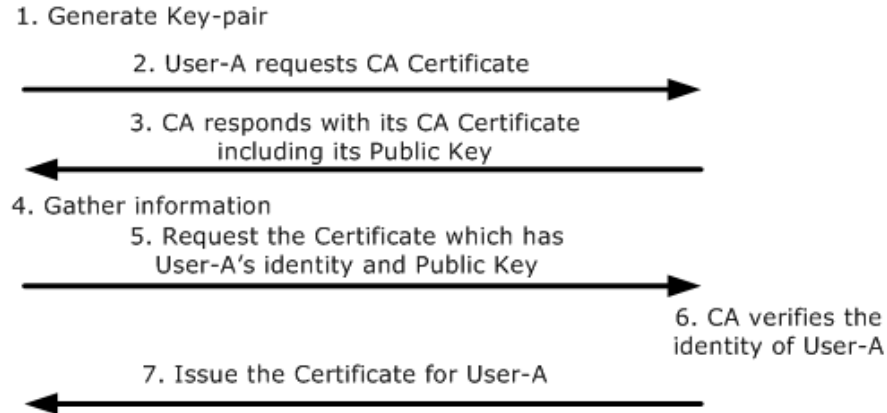 1. Generate Key-pair
2. User-A requests CA Certificate
3. CA responds with its CA Certificate
including its Public Key
4. Gather information
5. Request the Certificate which has
User-A's identity and Public Key
6. CA verifies the
identity of User-A
7. Issue the Certificate for User-A